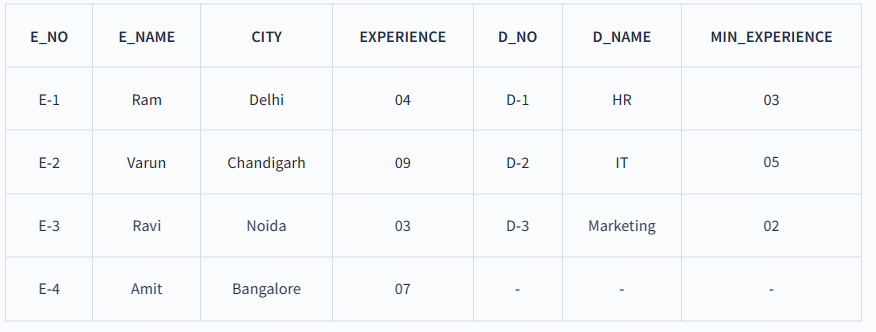 E_NO E_NAME CITY EXPERIENCE D_NO D_NAME MIN_EXPERIENCE
E-1 Ram Delhi 04 D-1 HR 03
E-2 Varun Chandigarh 09 D-2 IT 05
E-3 Ravi Noida 03 D-3 Marketing 02
E-4 Amit Bangalore 07 - - -